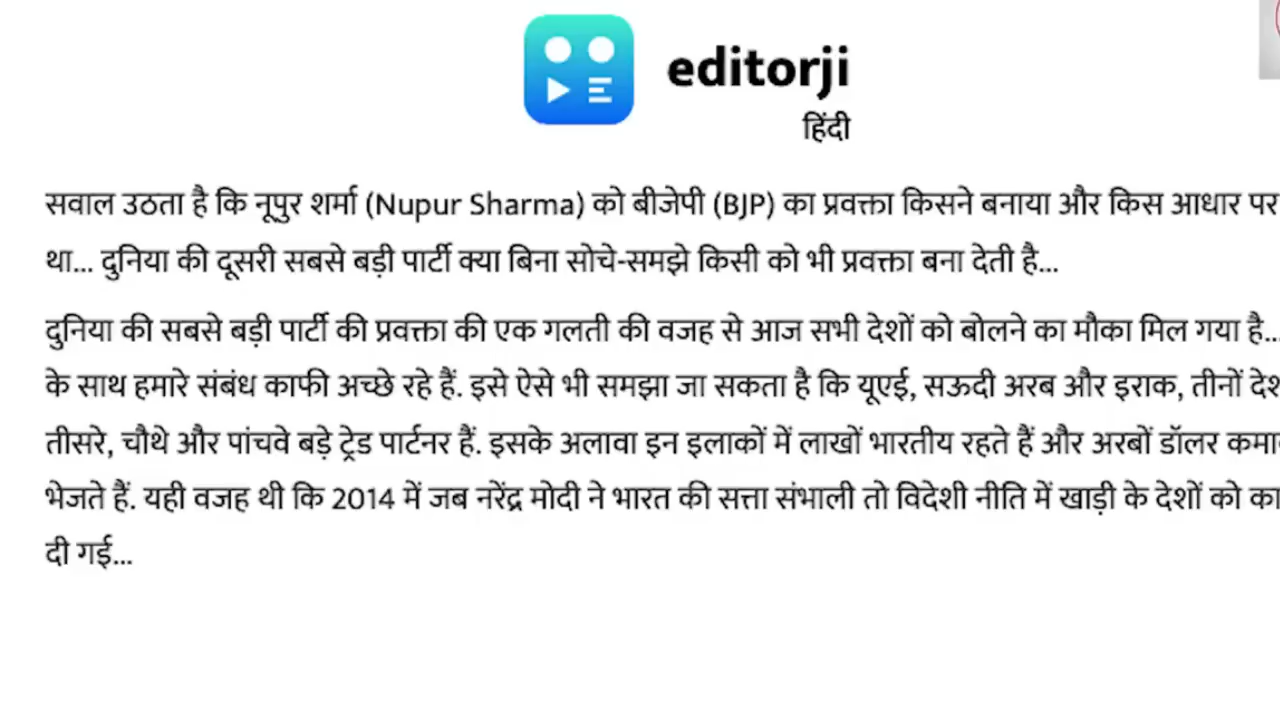 editorji
हिंदी
सवाल उठता है कि नूपुर शर्मा (Nupur Sharma) को बीजेपी (BJP) का प्रवक्ता किसने बनाया और किस आधार पर
था... दुनिया की दूसरी सबसे बड़ी पार्टी क्या बिना सोचे-समझे किसी को भी प्रवक्ता बना देती है...
दुनिया की सबसे बड़ी पार्टी की प्रवक्ता की एक गलती की वजह से आज सभी देशों को बोलने का मौका मिल गया है...
के साथ हमारे संबंध काफी अच्छे रहे हैं. इसे ऐसे भी समझा जा सकता है कि यूएई, सऊदी अरब और इराक, तीनों
तीसरे, चौथे और पांचवे बड़े ट्रेड पार्टनर हैं. इसके अलावा इन इलाकों में लाखों भारतीय रहते हैं और अरबों डॉलर
भेजते हैं. यही वजह थी कि 2014 में जब नरेंद्र मोदी ने भारत की सत्ता संभाली तो विदेशी नीति में खाड़ी के देशों को
दी गई...